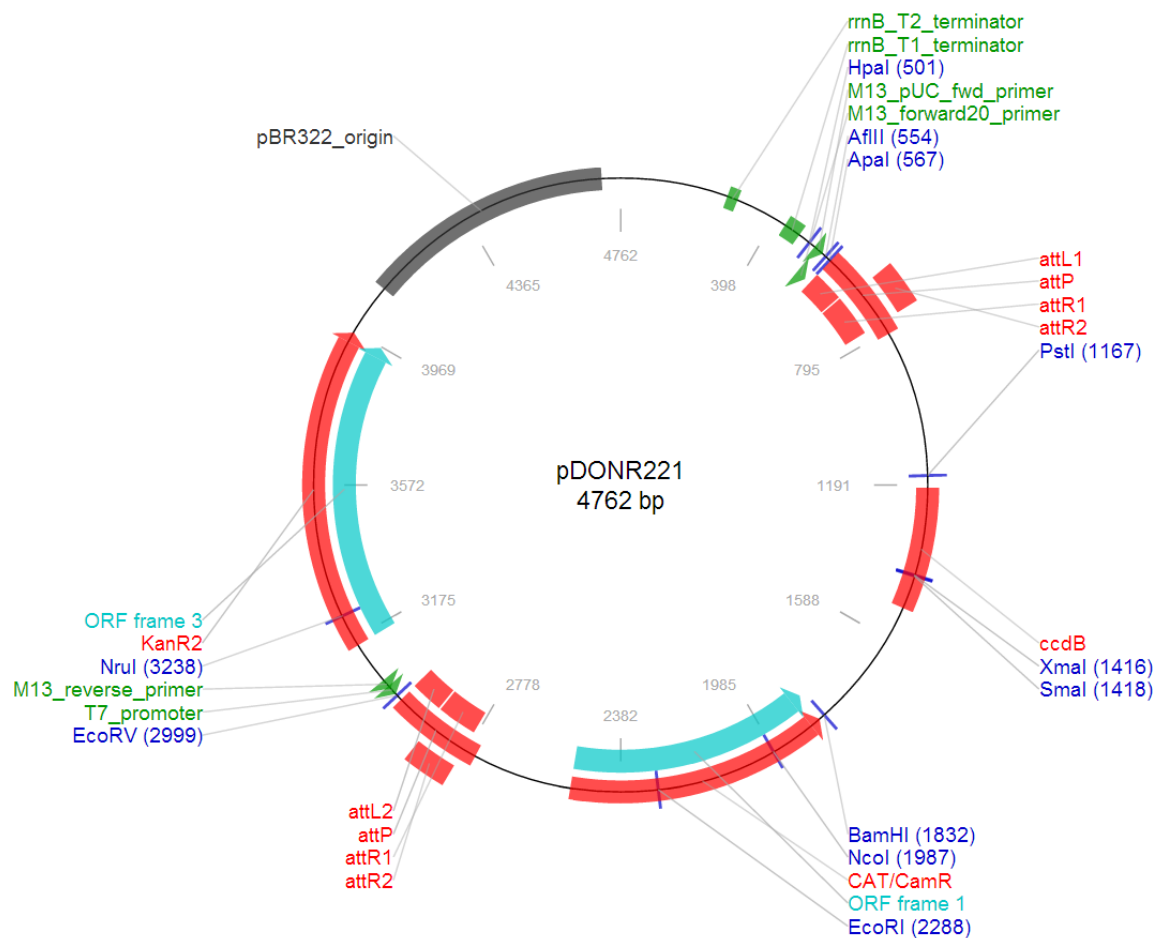 rrnB_T2_terminator
rrnB_T1_terminator
HpaI (501)
M13_pUC_fwd_primer
M13_forward20_primer
AflII (554)
ApaI (567)
pBR322_origin
4762
4365
398
attL1
attP
attR1
attR2
PstI (1167)
3969
795
pDONR221
4762 bp
3572
1191
3175
1588
ORF frame 3
KanR2
NruI (3238)
M13_reverse_primer
T7_promoter
EcoRV (2999)
ccdB
XmaI (1416)
SmaI (1418)
2778
1985
2382
attL2
attP
attR1
attR2
BamHI (1832)
NcoI (1987)
CAT/CamR
ORF frame 1
EcoRI (2288)